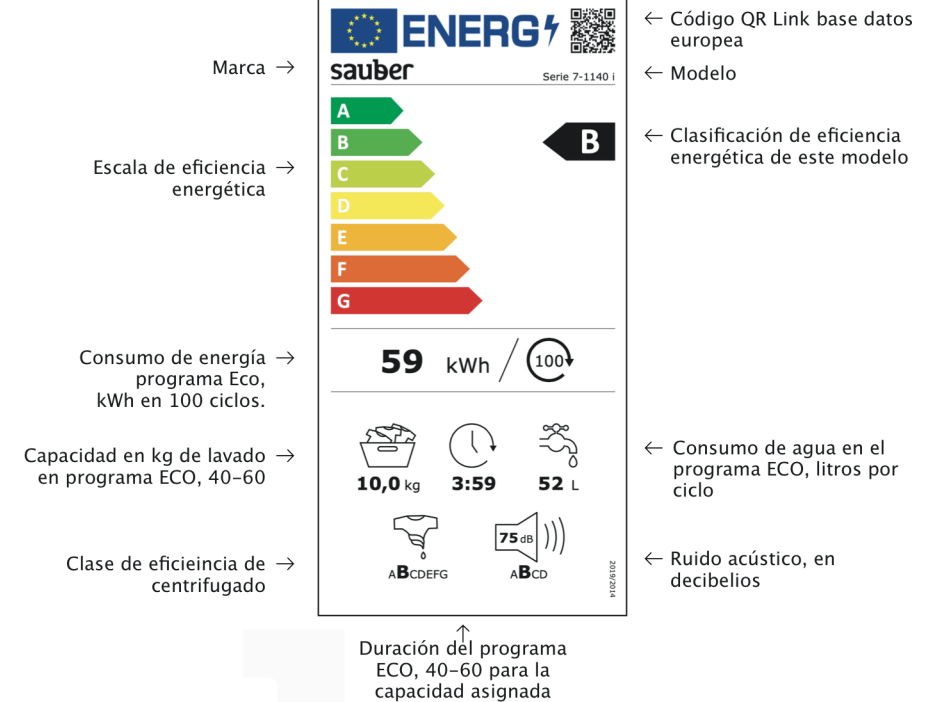 ENERG
Código QR Link base datos
europea
Marca
sauber
Serie 7-1140 i
Modelo
A
B
C
D
E
F
G
B
Clasificación de eficiencia
energética de este modelo
Escala de eficiencia
energética
Consumo de energía
programa Eco,
kWh en 100 ciclos.
59 kWh / 100
Capacidad en kg de lavado
en programa ECO, 40-60
10,0 kg
3:59
52 L
Consumo de agua en el
programa ECO, litros por
ciclo
Clase de eficieincia de
centrifugado
ABCDEFG
75 dB
ABCD
2019/2014
Ruido acústico, en
decibelios
Duración del programa
ECO, 40-60 para la
capacidad asignada